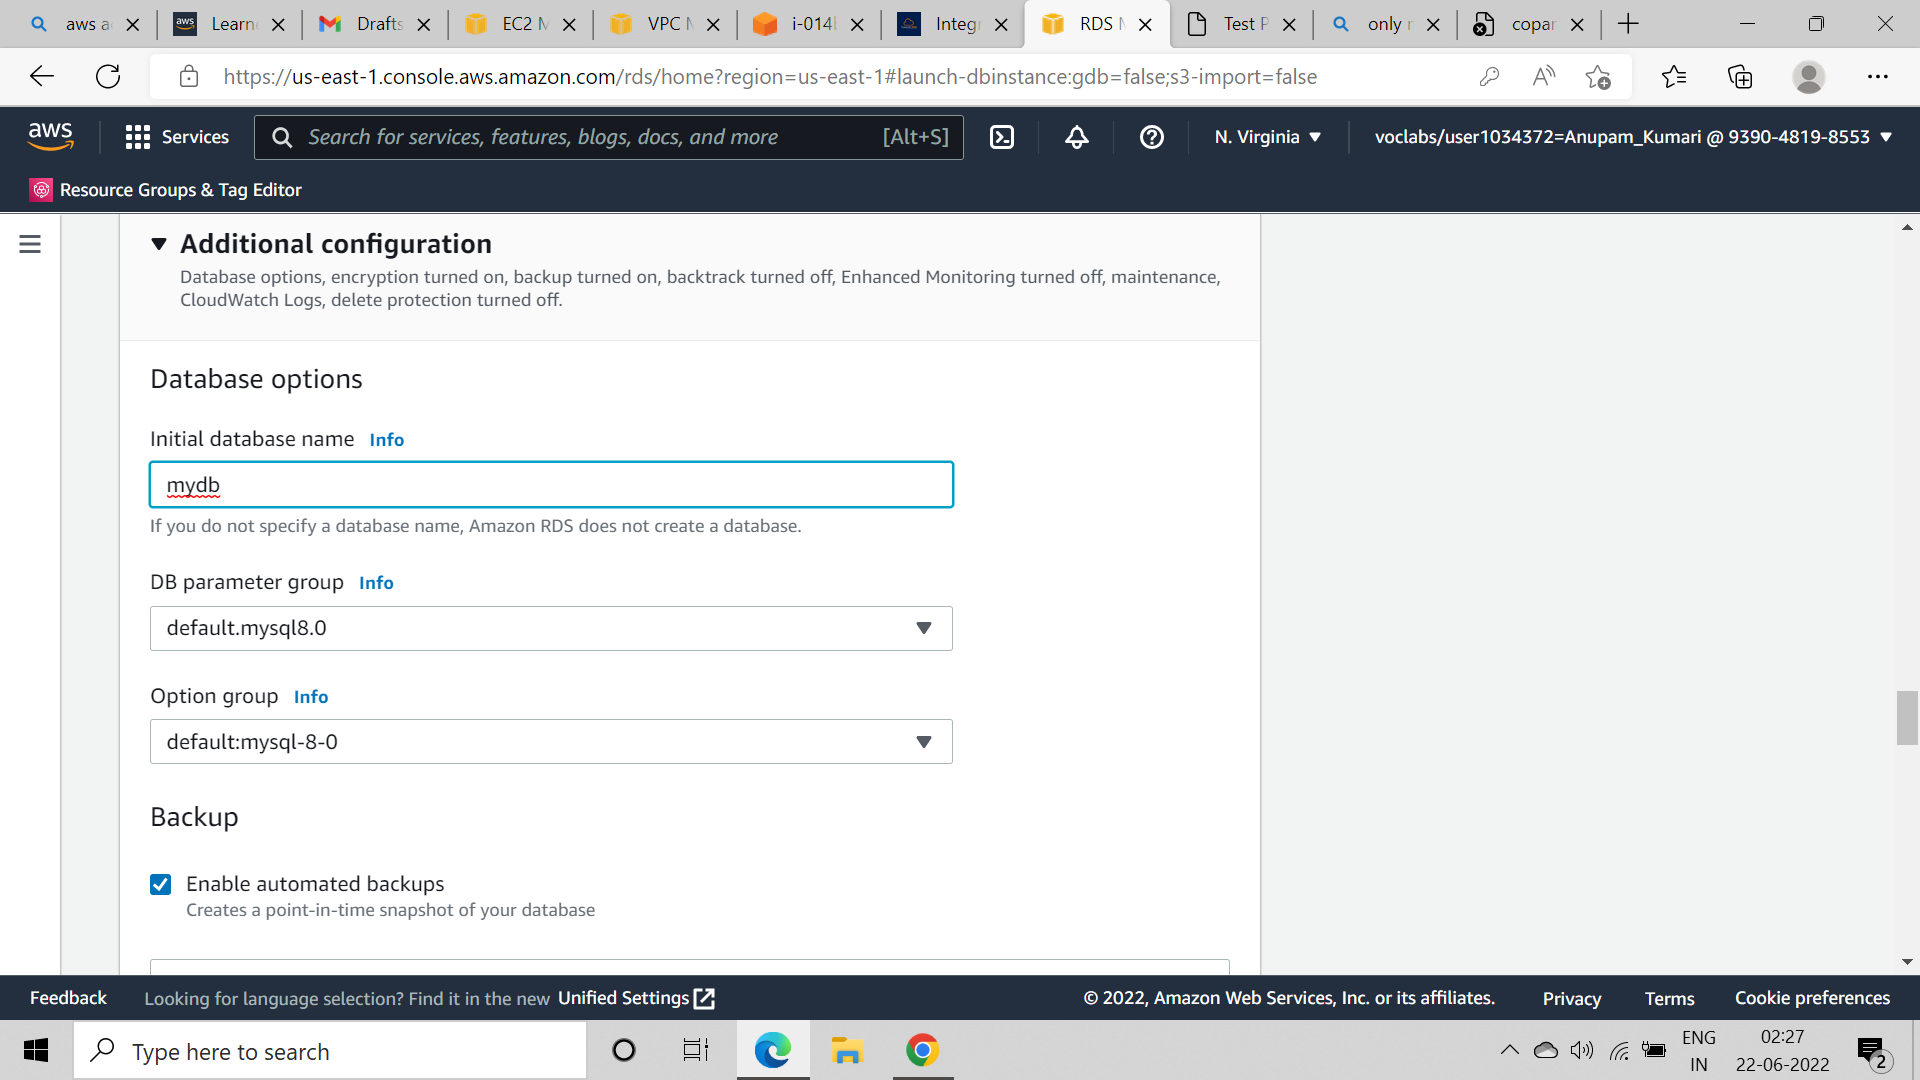 aws a
Learn
Drafts
EC2 M
VPC M
i-014
Integ
RDS M
Test P
only r
copar
https://us-east-1.console.aws.amazon.com/rds/home?region=us-east-1#launch-dbinstance:gdb=false;s3-import=false
aws
Services
Search for services, features, blogs, docs, and more
[Alt+S]
N. Virginia
voclabs/user1034372=Anupam_Kumari @ 9390-4819-8553
Resource Groups & Tag Editor
Additional configuration
Database options, encryption turned on, backup turned on, backtrack turned off, Enhanced Monitoring turned off, maintenance,
CloudWatch Logs, delete protection turned off.
Database options
Initial database name Info
mydb
If you do not specify a database name, Amazon RDS does not create a database.
DB parameter group Info
default.mysql8.0
Option group Info
default:mysql-8-0
Backup
Enable automated backups
Creates a point-in-time snapshot of your database
Feedback
Looking for language selection? Find it in the new Unified Settings
© 2022, Amazon Web Services, Inc. or its affiliates.
Privacy
Terms
Cookie preferences
Type here to search
ENG
IN
02:27
22-06-2022
2